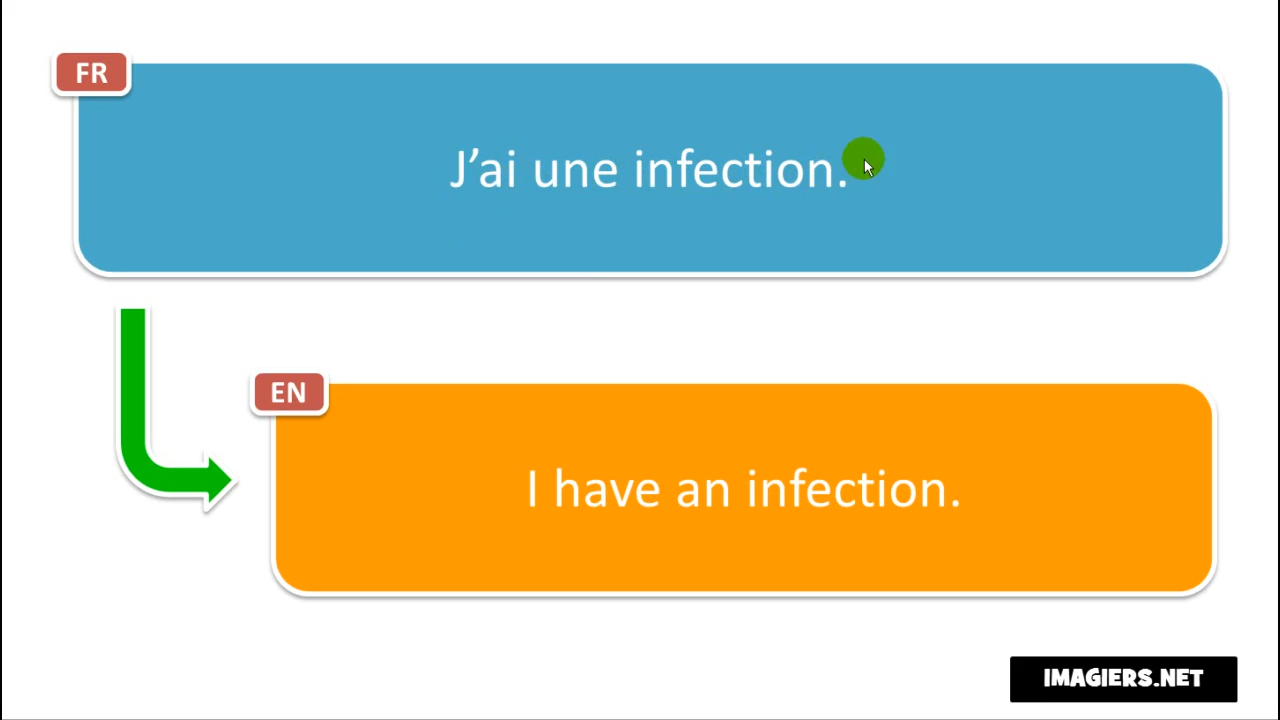 FR
J’ai une infection.
EN
I have an infection.
IMAGIERS.NET